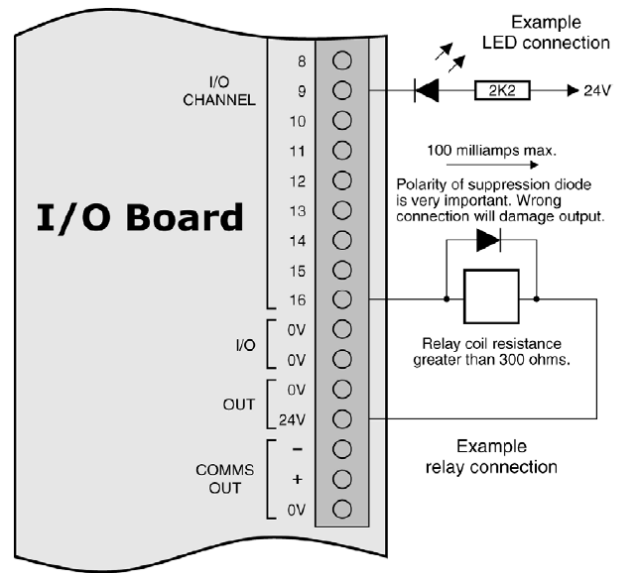 Example
LED connection
8
I/O
CHANNEL
9
2K2
24V
10
11
100 milliamps max.
12
Polarity of suppression diode
is very important. Wrong
connection will damage output.
I/O Board
13
14
15
16
Relay coil resistance
greater than 300 ohms.
I/O
0V
0V
OUT
0V
24V
Example
relay connection
COMMS
OUT
–
+
0V